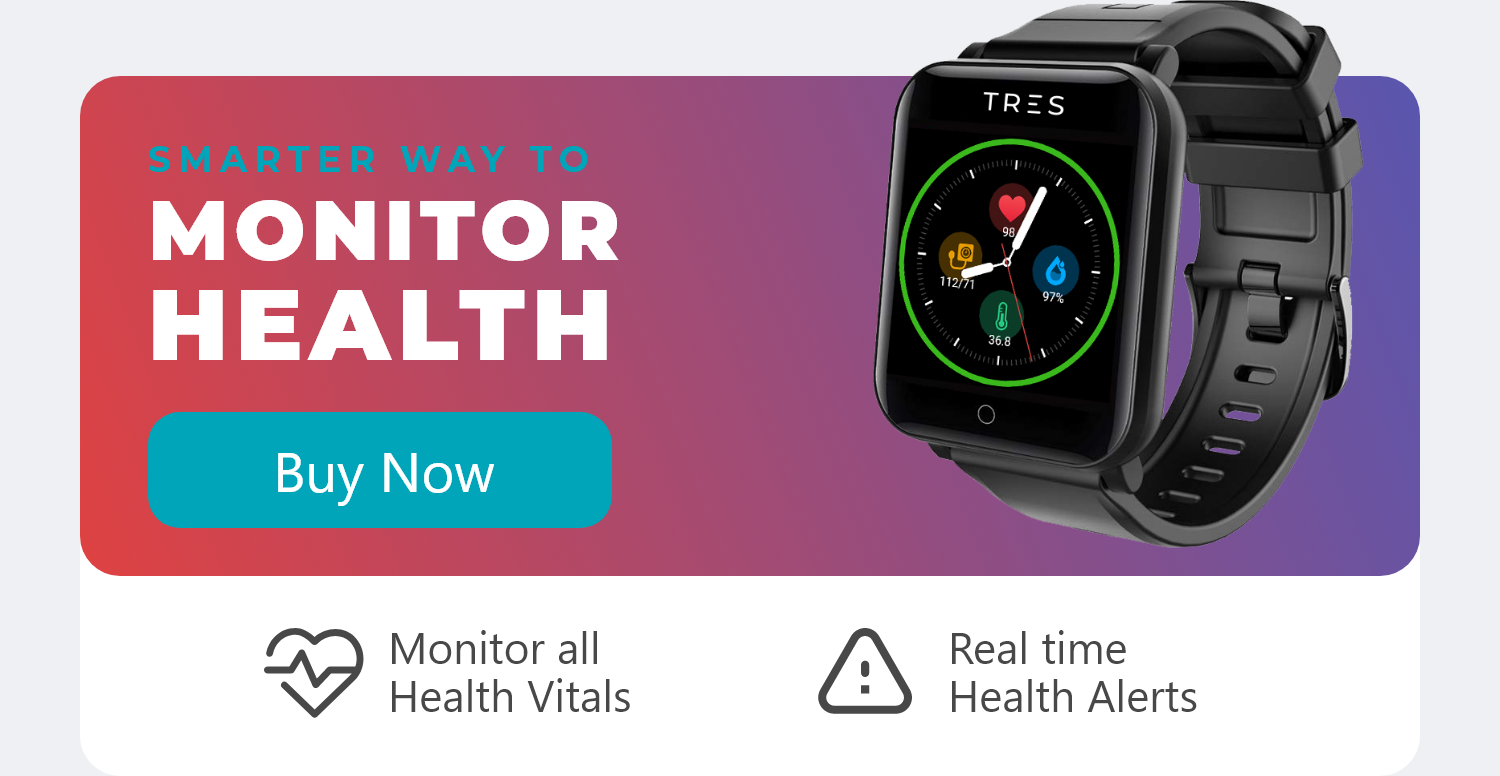 TRES
SMARTER WAY TO
MONITOR
HEALTH
98
112/71
97%
36.8
Buy Now
Monitor all
Health Vitals
Real time
Health Alerts